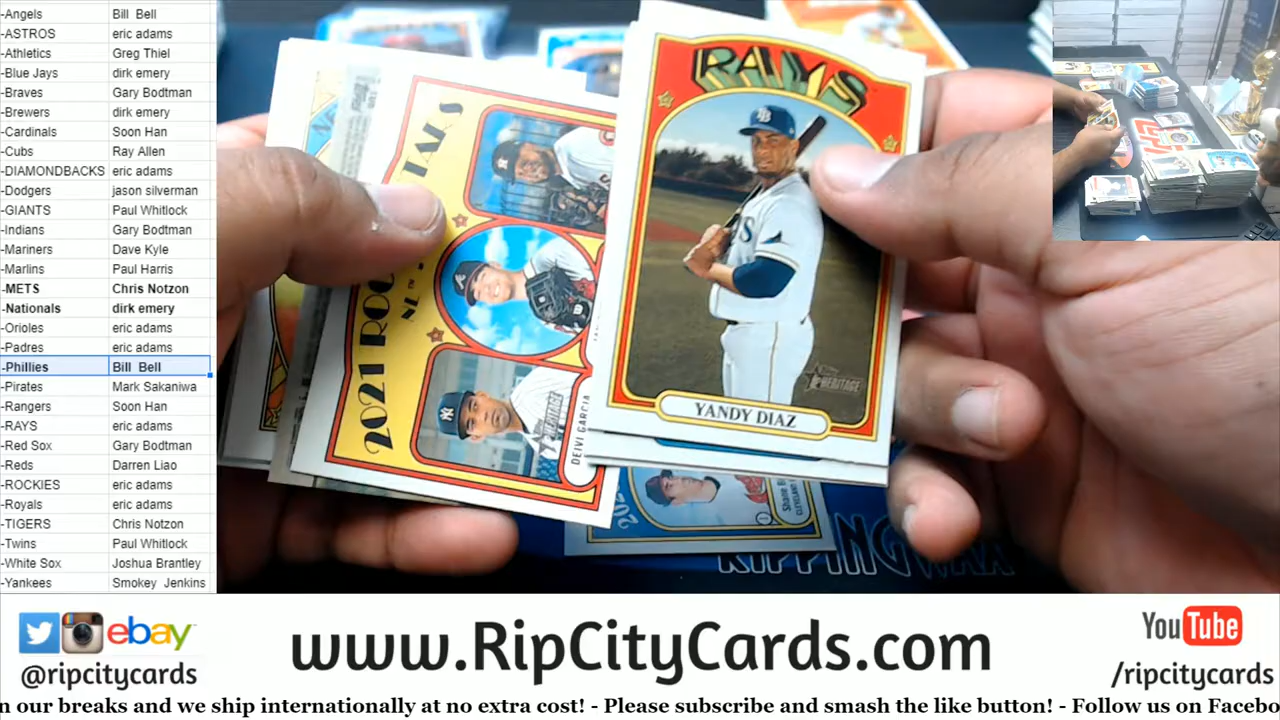 -Angels Bill Bell
-ASTROS eric adams
-Athletics Greg Thiel
-Blue Jays dirk emery
-Braves Gary Bodtman
-Brewers dirk emery
-Cardinals Soon Han
-Cubs Ray Allen
-DIAMONDBACKS eric adams
-Dodgers jason silverman
-GIANTS Paul Whitlock
-Indians Gary Bodtman
-Mariners Dave Kyle
-Marlins Paul Harris
-METS Chris Notzon
-Nationals dirk emery
-Orioles eric adams
-Padres eric adams
-Phillies Bill Bell
-Pirates Mark Sakaniwa
-Rangers Soon Han
-RAYS eric adams
-Red Sox Gary Bodtman
-Reds Darren Liao
-ROCKIES eric adams
-Royals eric adams
-TIGERS Chris Notzon
-Twins Paul Whitlock
-White Sox Joshua Brantley
-Yankees Smokey Jenkins
RAYS
TB
HERITAGE
YANDY DIAZ
2021
DEIVI GARCIA
HERITAGE
Shane
CLEVELAND
RIPPINGWAX
ebay
@ripcitycards
www.RipCityCards.com
YouTube
/ripcitycards
n our breaks and we ship internationally at no extra cost! - Please subscribe and smash the like button! - Follow us on Facebo